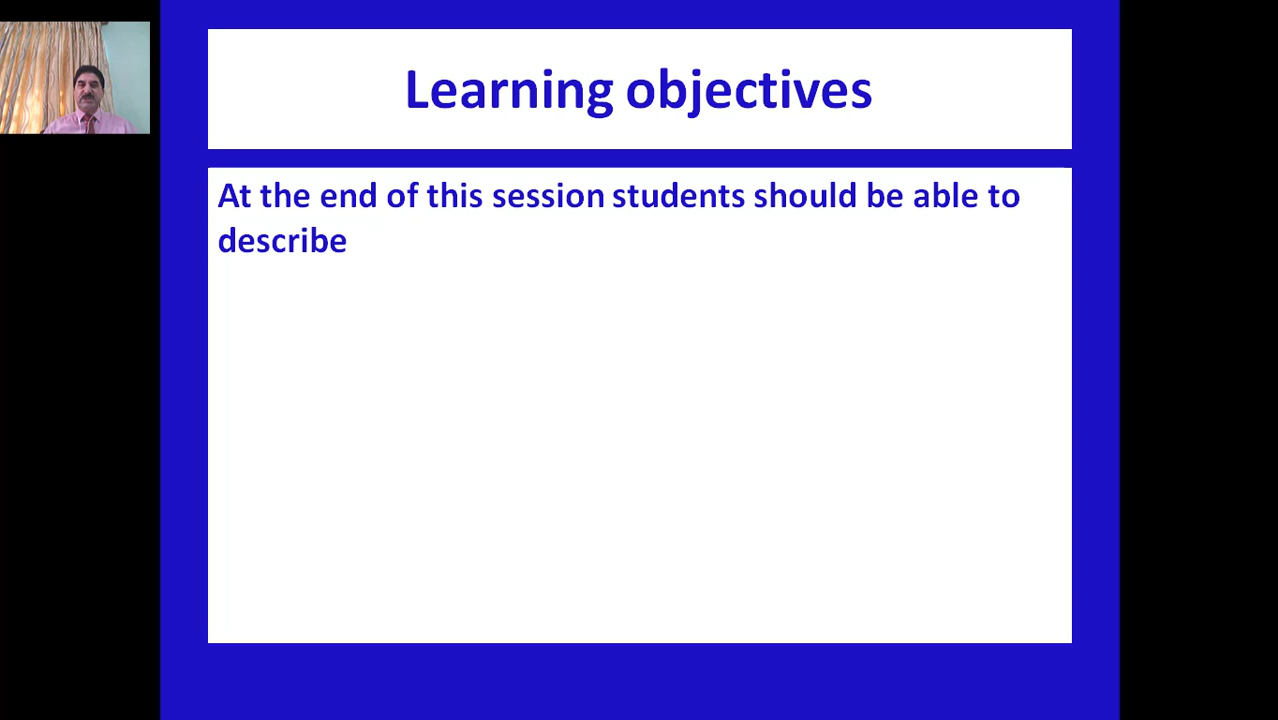 Learning objectives
At the end of this session students should be able to
describe